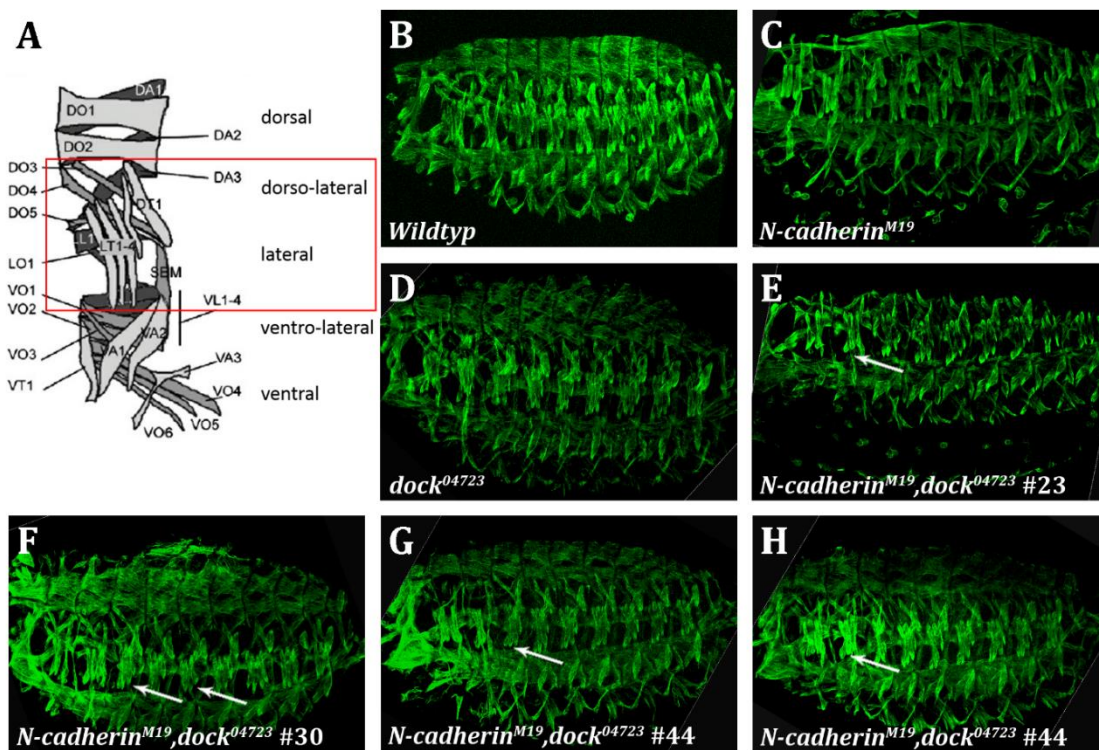 A
DA1
DO1
DA2
DO2
dorsal
DO3
DA3
DO4
dorso-lateral
DT1
DO5
LT1-4
lateral
LO1
SBM
VO1
VL1-4
VO2
ventro-lateral
VA2
VO3
A1
VA3
VT1
VO4
ventral
VO5
VO6
B
Wildtyp
C
N-cadherinᴹ¹⁹
D
dock⁰⁴⁷²³
E
N-cadherinᴹ¹⁹,dock⁰⁴⁷²³ #23
F
N-cadherinᴹ¹⁹,dock⁰⁴⁷²³ #30
G
N-cadherinᴹ¹⁹,dock⁰⁴⁷²³ #44
H
N-cadherinᴹ¹⁹,dock⁰⁴⁷²³ #44